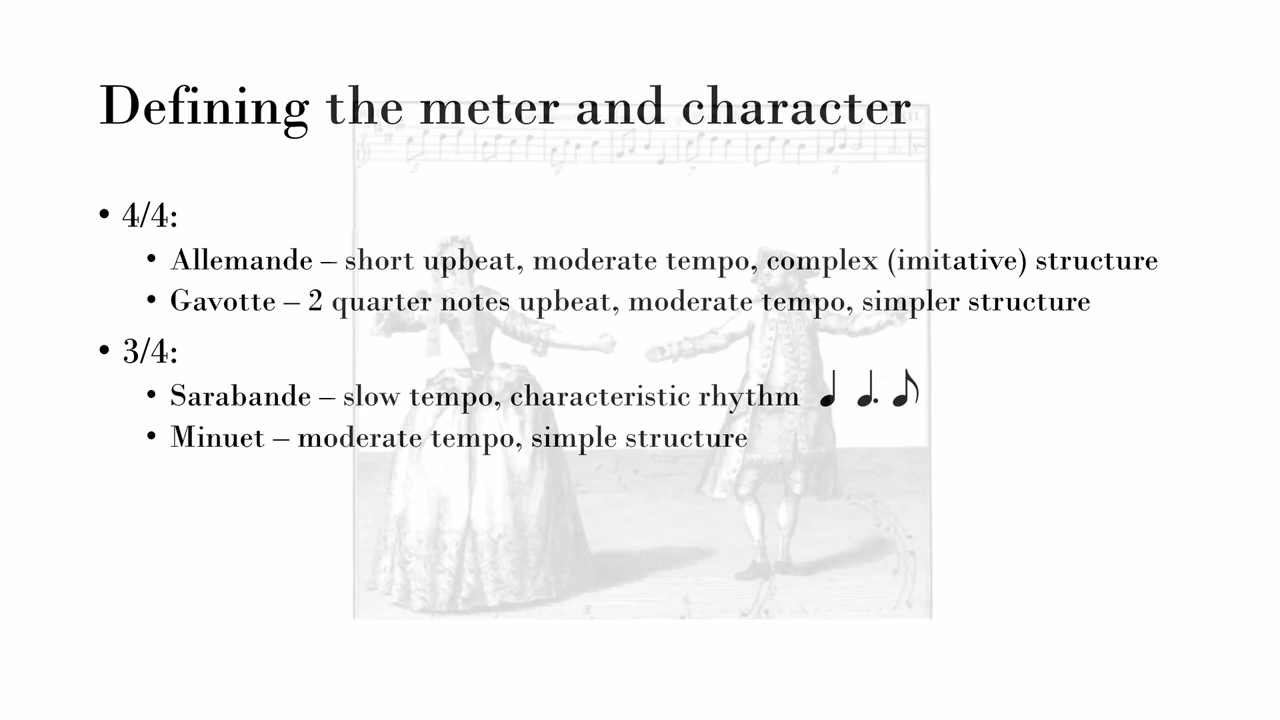 Defining the meter and character
• 4/4:
• Allemande – short upbeat, moderate tempo, complex (imitative) structure
• Gavotte – 2 quarter notes upbeat, moderate tempo, simpler structure
• 3/4:
• Sarabande – slow tempo, characteristic rhythm
• Minuet – moderate tempo, simple structure